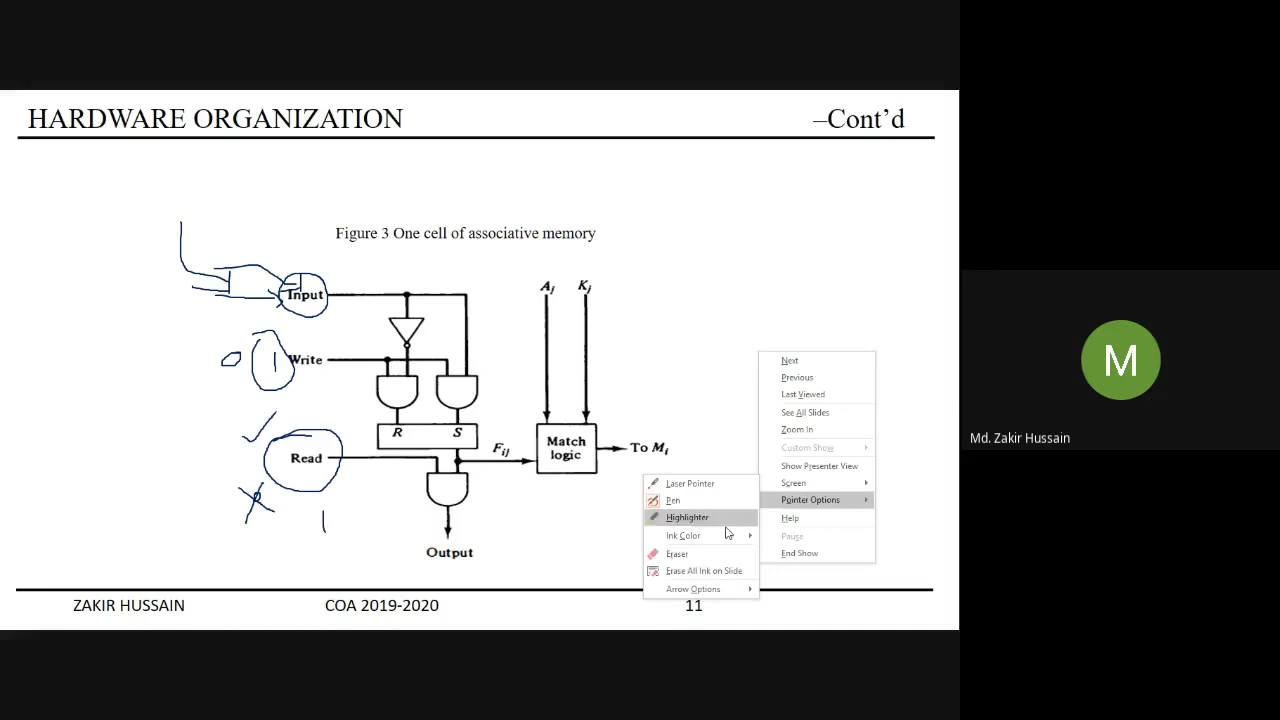 HARDWARE ORGANIZATION –Cont’d
Figure 3 One cell of associative memory
Aj Kj
Input
0 1 Write
R S
Read
Fij
Match logic
To Mi
1
Output
Next
Previous
Last Viewed
See All Slides
Zoom In
Custom Show
Show Presenter View
Screen
Pointer Options
Help
Pause
End Show
Laser Pointer
Pen
Highlighter
Ink Color
Eraser
Erase All Ink on Slide
Arrow Options
ZAKIR HUSSAIN COA 2019-2020 11
M
Md. Zakir Hussain